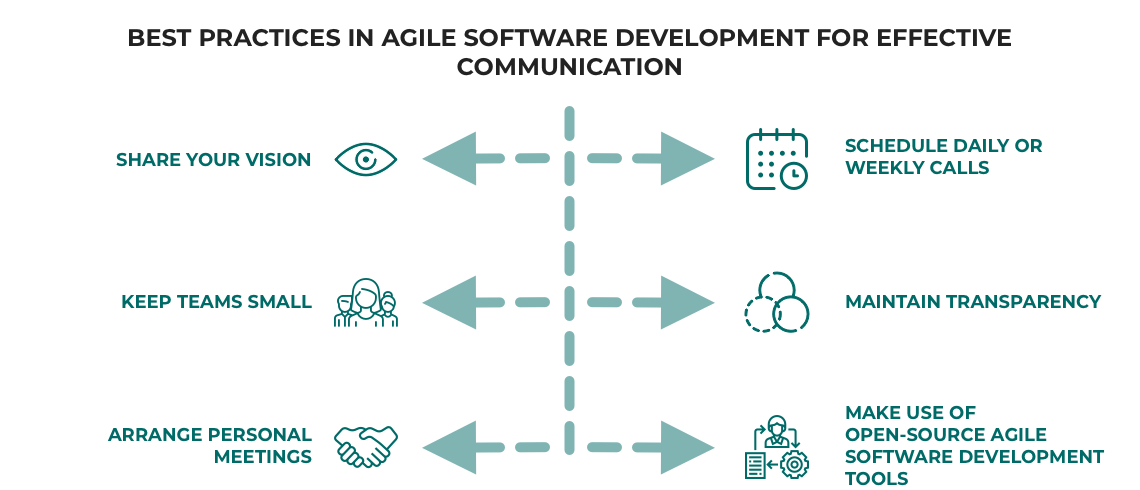 BEST PRACTICES IN AGILE SOFTWARE DEVELOPMENT FOR EFFECTIVE
COMMUNICATION
SHARE YOUR VISION
SCHEDULE DAILY OR
WEEKLY CALLS
KEEP TEAMS SMALL
MAINTAIN TRANSPARENCY
ARRANGE PERSONAL
MEETINGS
MAKE USE OF
OPEN-SOURCE AGILE
SOFTWARE DEVELOPMENT
TOOLS